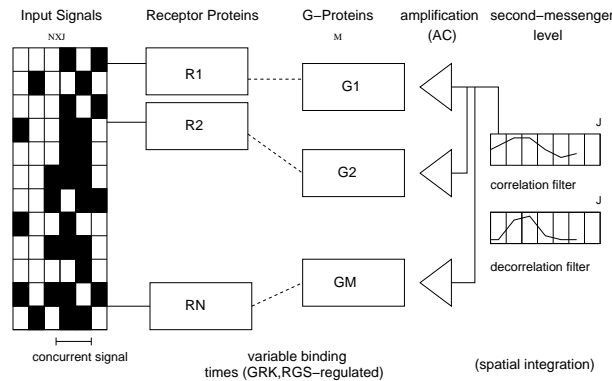 Input Signals
Receptor Proteins
G-Proteins
amplification
(AC)
second-messenger
level
NXJ
M
R1
G1
R2
G2
J
correlation filter
J
decorrelation filter
RN
GM
concurrent signal
variable binding
times (GRK,RGS-regulated)
(spatial integration)